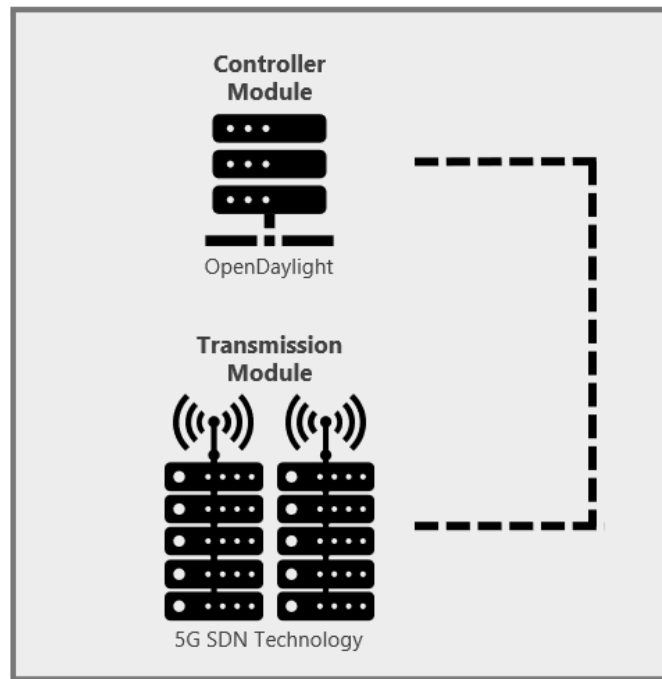 Controller
Module
OpenDaylight
Transmission
Module
5G SDN Technology